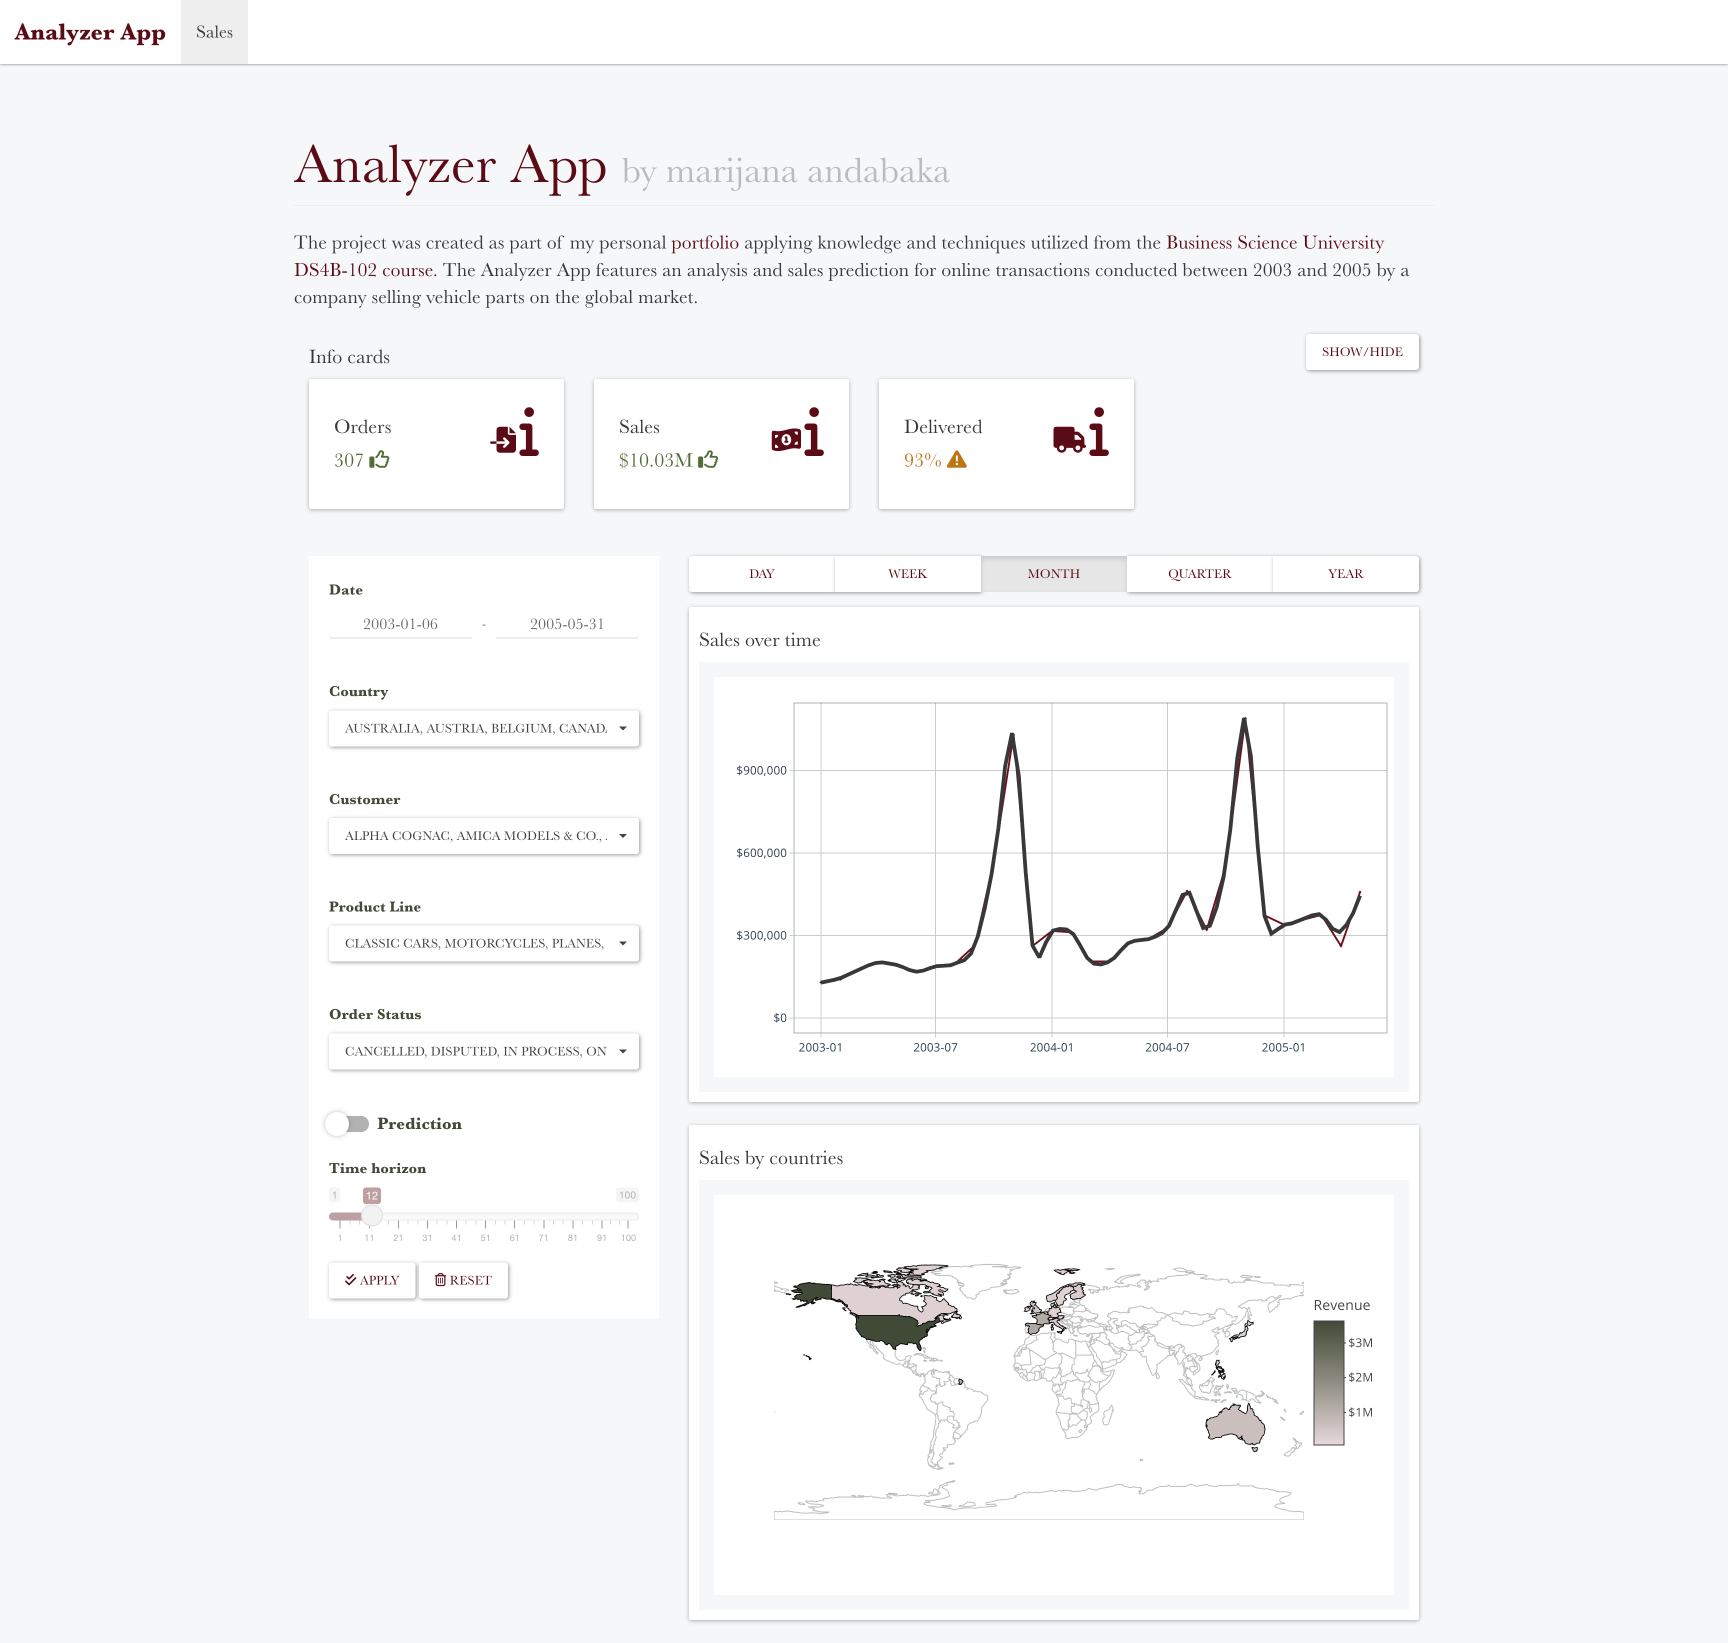 Analyzer App Sales
Analyzer App by marijana andabaka
The project was created as part of my personal portfolio applying knowledge and techniques utilized from the Business Science University
DS4B-102 course. The Analyzer App features an analysis and sales prediction for online transactions conducted between 2003 and 2005 by a
company selling vehicle parts on the global market.
Info cards
SHOW/HIDE
Orders
307
Sales
$10.03M
Delivered
93%
Date
2003-01-06 - 2005-05-31
Country
AUSTRALIA, AUSTRIA, BELGIUM, CANAD
Customer
ALPHA COGNAC, AMICA MODELS & CO., .
Product Line
CLASSIC CARS, MOTORCYCLES, PLANES,
Order Status
CANCELLED, DISPUTED, IN PROCESS, ON
Prediction
Time horizon
1 12 100
1 11 21 31 41 51 61 71 81 91 100
APPLY RESET
DAY WEEK MONTH QUARTER YEAR
Sales over time
$900,000
$600,000
$300,000
$0
2003-01 2003-07 2004-01 2004-07 2005-01
Sales by countries
Revenue
$3M
$2M
$1M